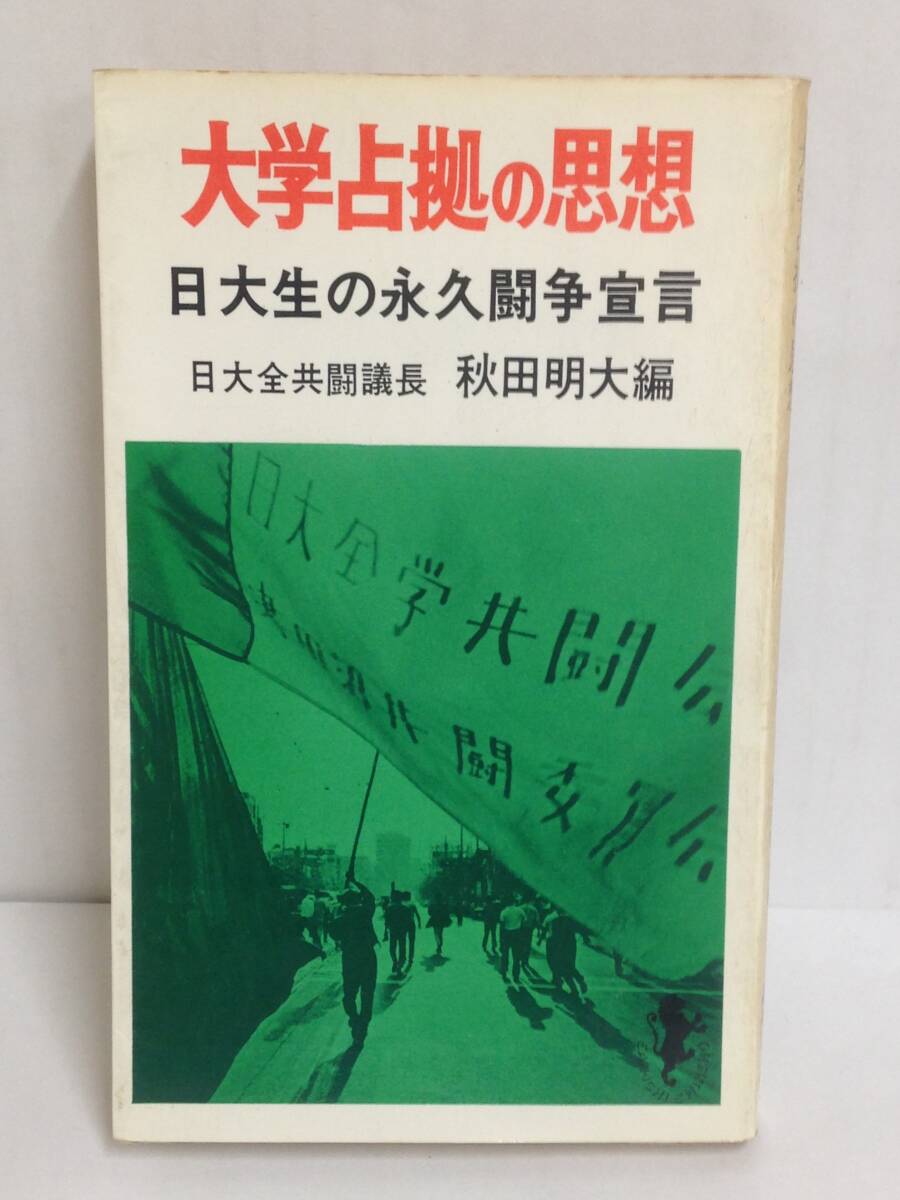 大学占拠の思想
日大生の永久闘争宣言
日大全共闘議長 秋田明大編
日大全学共闘会
共闘委員会